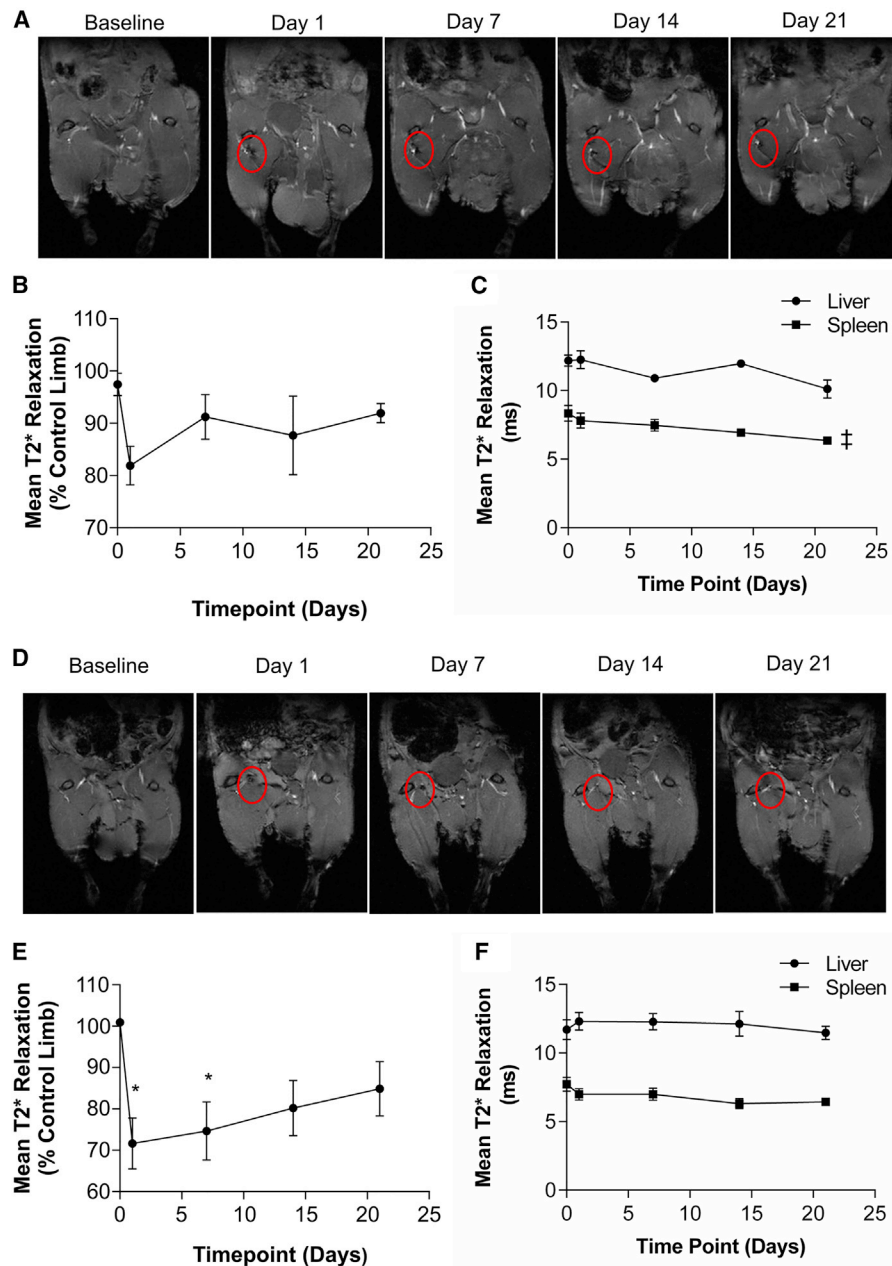 A
Baseline Day 1 Day 7 Day 14 Day 21
B
110
100
90
80
70
0 5 10 15 20 25
Mean T2* Relaxation
(% Control Limb)
Timepoint (Days)
C
Liver
Spleen
15
10
5
0
‡
0 5 10 15 20 25
Mean T2* Relaxation
(ms)
Time Point (Days)
D
Baseline Day 1 Day 7 Day 14 Day 21
E
110
100
90
80
70
60
* *
0 5 10 15 20 25
Mean T2* Relaxation
(% Control Limb)
Timepoint (Days)
F
Liver
Spleen
15
10
5
0
0 5 10 15 20 25
Mean T2* Relaxation
(ms)
Time Point (Days)